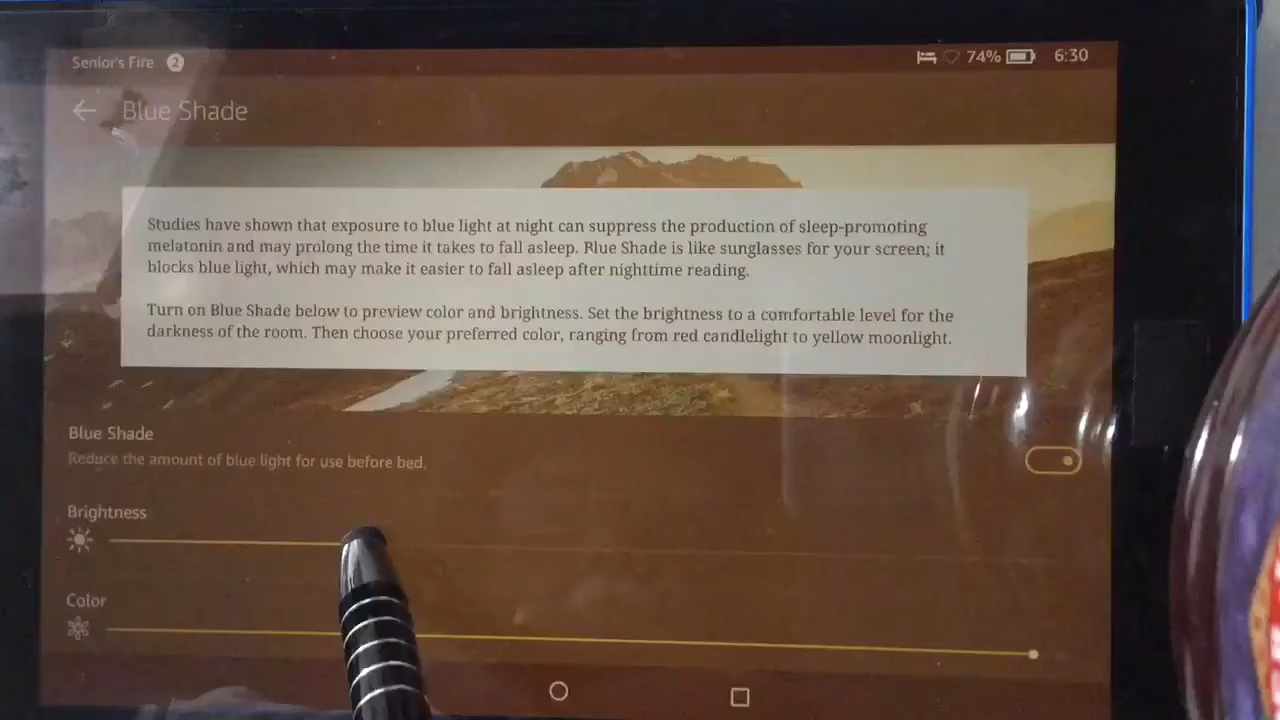 Senior's Fire 2 74% 6:30
Blue Shade
Studies have shown that exposure to blue light at night can suppress the production of sleep-promoting
melatonin and may prolong the time it takes to fall asleep. Blue Shade is like sunglasses for your screen; it
blocks blue light, which may make it easier to fall asleep after nighttime reading.
Turn on Blue Shade below to preview color and brightness. Set the brightness to a comfortable level for the
darkness of the room. Then choose your preferred color, ranging from red candlelight to yellow moonlight.
Blue Shade
Reduce the amount of blue light for use before bed.
Brightness
Color